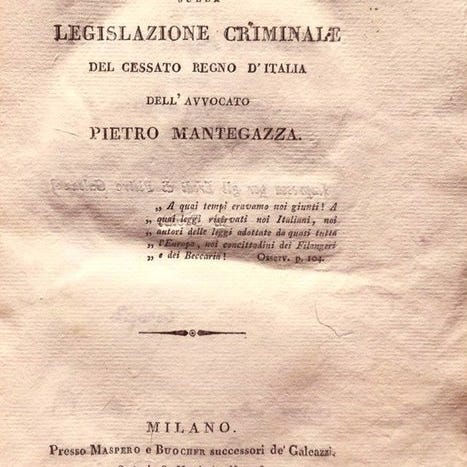 SULLA
LEGISLAZIONE CRIMINALE
DEL CESSATO REGNO D'ITALIA
DELL'AVVOCATO
PIETRO MANTEGAZZA.
„ A quai tempi eravamo noi giunti! A
„ quai leggi riserbati noi Italiani, noi
„ autori delle leggi adottate da quasi tutta
„ l'Europa, noi concittadini dei Filangeri
„ e dei Beccaria! Osserv. p. 104.
MILANO.
Presso MASPERO e BUOCHER successori de' Galeazzi.